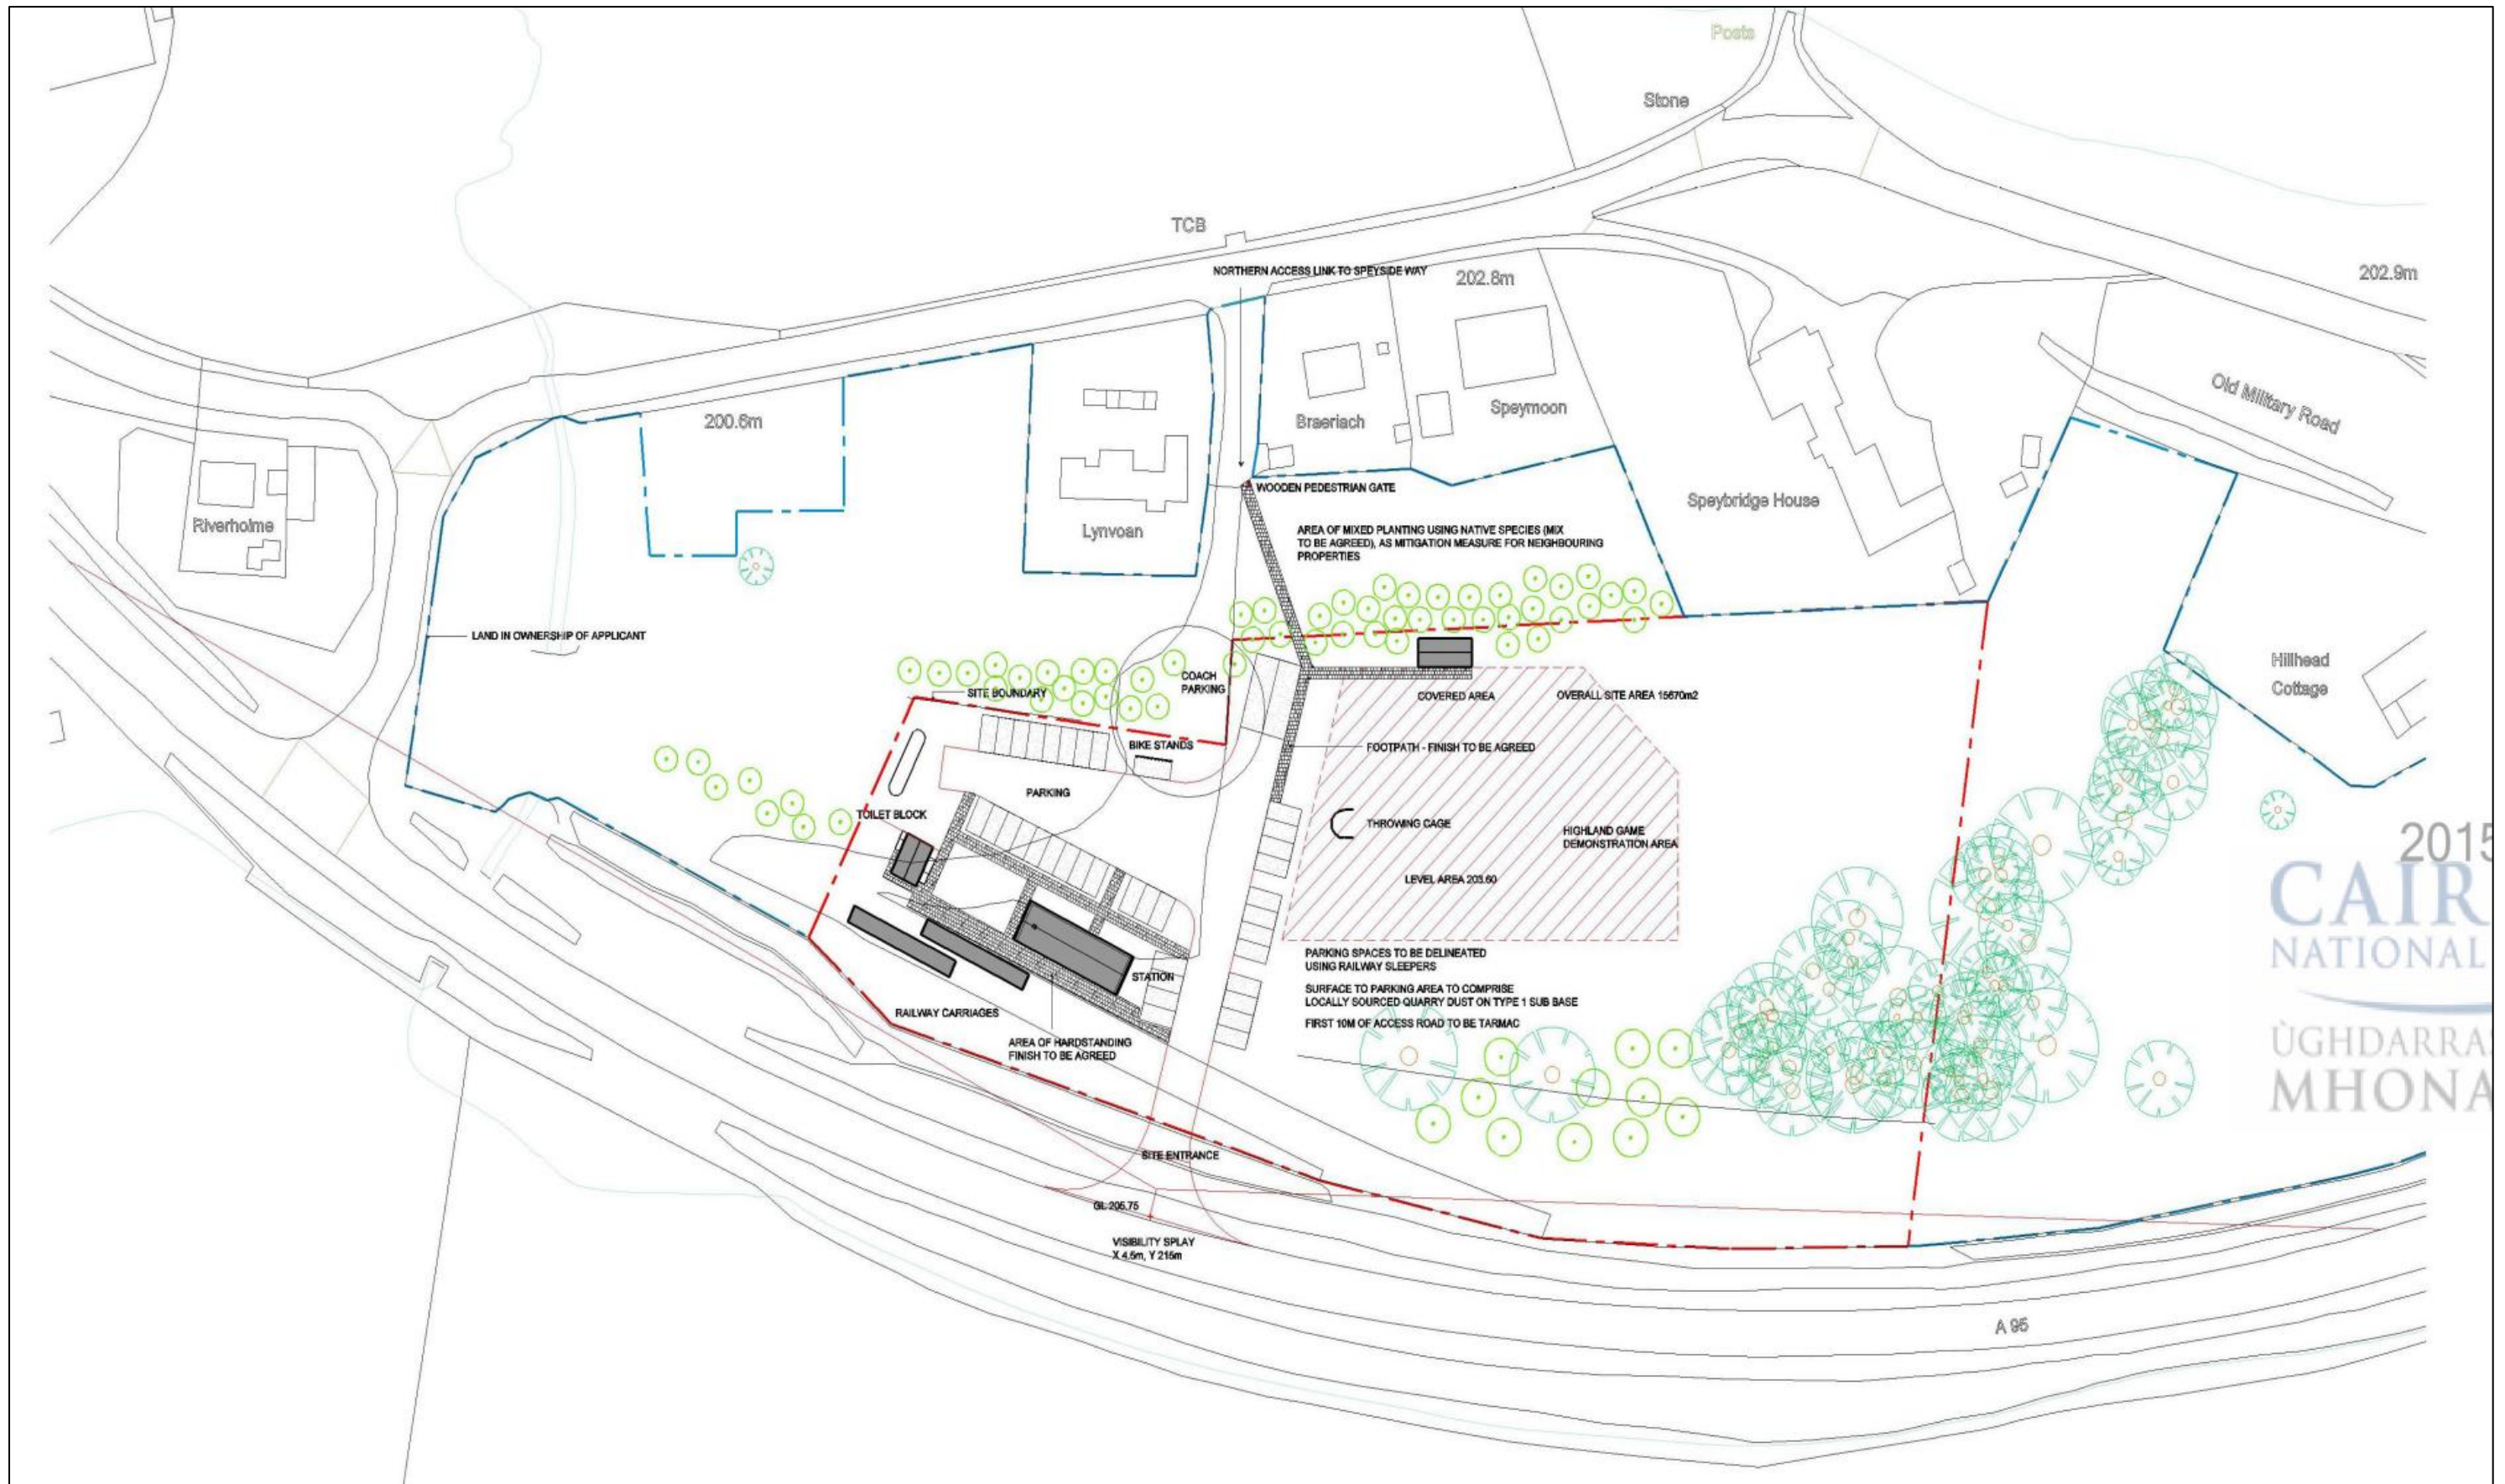 Posts
Stone
TCB
NORTHERN ACCESS LINK TO SPEYSIDE WAY
202.8m
202.9m
Old Military Road
200.6m
Braeriach
Speymoon
Speybridge House
Riverholme
Lynvoan
WOODEN PEDESTRIAN GATE
AREA OF MIXED PLANTING USING NATIVE SPECIES (MIX
TO BE AGREED), AS MITIGATION MEASURE FOR NEIGHBOURING
PROPERTIES
LAND IN OWNERSHIP OF APPLICANT
Hillhead
Cottage
COACH
PARKING
SITE BOUNDARY
COVERED AREA
OVERALL SITE AREA 15670m2
BIKE STANDS
FOOTPATH - FINISH TO BE AGREED
PARKING
TOILET BLOCK
THROWING CAGE
HIGHLAND GAME
DEMONSTRATION AREA
LEVEL AREA 203.60
2015
CAIR
NATIONAL
ÙGHDARRA
MHONA
PARKING SPACES TO BE DELINEATED
USING RAILWAY SLEEPERS
STATION
SURFACE TO PARKING AREA TO COMPRISE
LOCALLY SOURCED QUARRY DUST ON TYPE 1 SUB BASE
RAILWAY CARRIAGES
FIRST 10M OF ACCESS ROAD TO BE TARMAC
AREA OF HARDSTANDING
FINISH TO BE AGREED
SITE ENTRANCE
GL 205.75
VISIBILITY SPLAY
X 4.5m, Y 215m
A 95